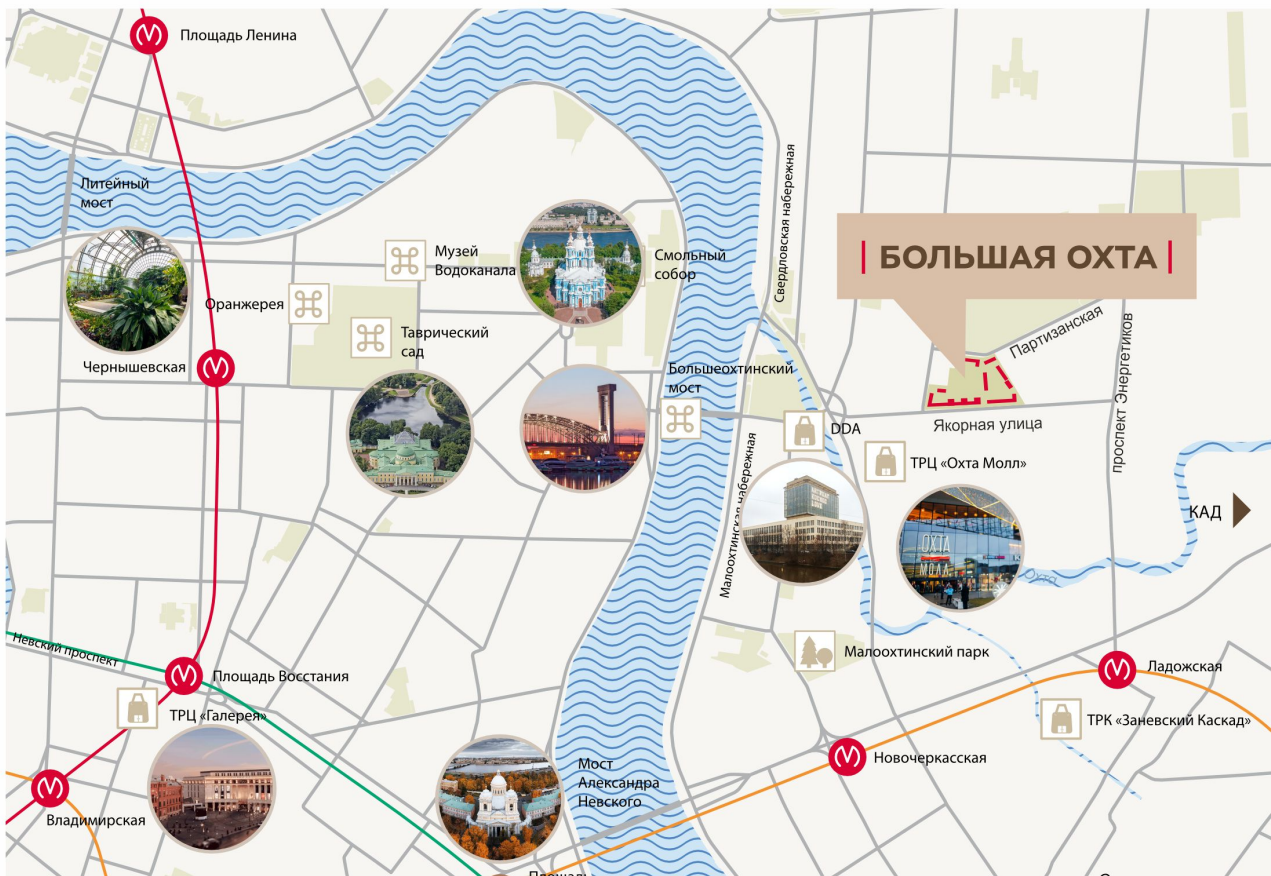 Площадь Ленина
Литейный
мост
Музей
Водоканала
Смольный
собор
Свердловская набережная
| БОЛЬШАЯ ОХТА |
Оранжерея
Таврический
сад
Партизанская
проспект Энергетиков
Чернышевская
Большеохтинский
мост
DDA
Якорная улица
ТРЦ «Охта Молл»
Малоохтинская набережная
КАД
ОХТА
МОЛЛ
Охта
Невский проспект
Малоохтинский парк
Площадь Восстания
Ладожская
ТРЦ «Галерея»
ТРК «Заневский Каскад»
Новочеркасская
Мост
Александра
Невского
Владимирская
Площадь